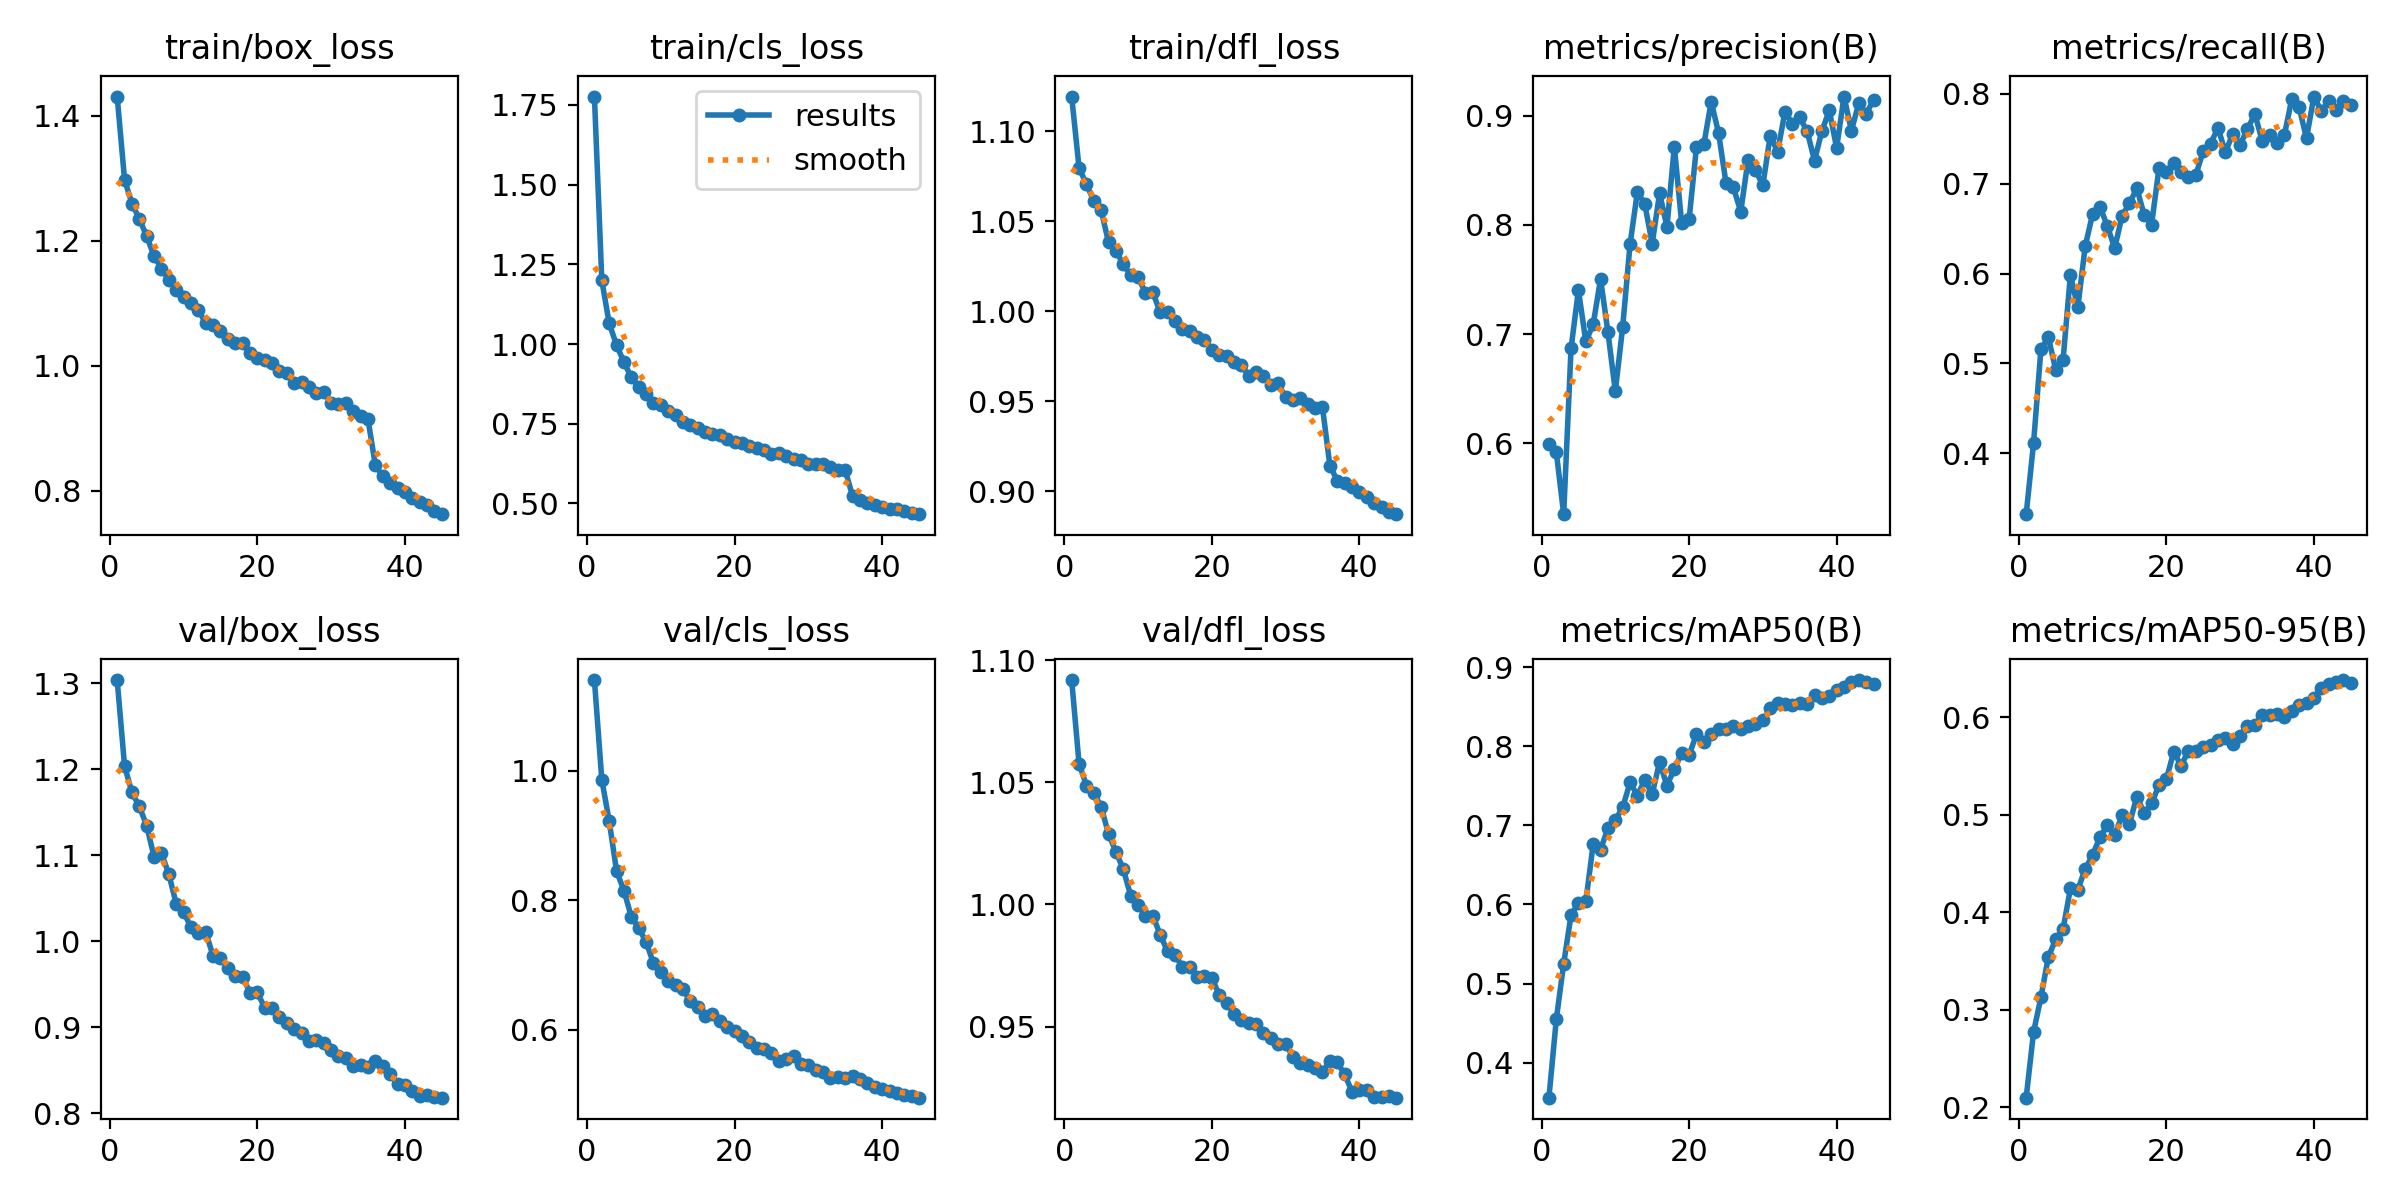 train/box_loss
1.4
1.2
1.0
0.8
0 20 40
train/cls_loss
results
smooth
1.75
1.50
1.25
1.00
0.75
0.50
0 20 40
train/dfl_loss
1.10
1.05
1.00
0.95
0.90
0 20 40
metrics/precision(B)
0.9
0.8
0.7
0.6
0 20 40
metrics/recall(B)
0.8
0.7
0.6
0.5
0.4
0 20 40
val/box_loss
1.3
1.2
1.1
1.0
0.9
0.8
0 20 40
val/cls_loss
1.0
0.8
0.6
0 20 40
val/dfl_loss
1.10
1.05
1.00
0.95
0 20 40
metrics/mAP50(B)
0.9
0.8
0.7
0.6
0.5
0.4
0 20 40
metrics/mAP50-95(B)
0.6
0.5
0.4
0.3
0.2
0 20 40